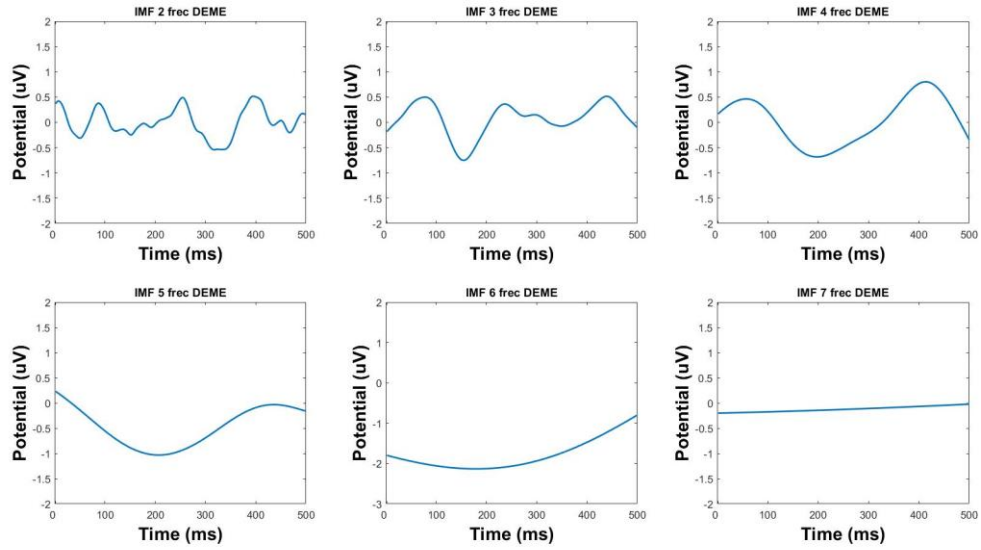 IMF 2 frec DEME
2
1.5
1
0.5
0
-0.5
-1
-1.5
-2
0 100 200 300 400 500
Potential (uV)
Time (ms)
IMF 3 frec DEME
2
1.5
1
0.5
0
-0.5
-1
-1.5
-2
0 100 200 300 400 500
Potential (uV)
Time (ms)
IMF 4 frec DEME
2
1.5
1
0.5
0
-0.5
-1
-1.5
-2
0 100 200 300 400 500
Potential (uV)
Time (ms)
IMF 5 frec DEME
2
1.5
1
0.5
0
-0.5
-1
-1.5
-2
0 100 200 300 400 500
Potential (uV)
Time (ms)
IMF 6 frec DEME
2
1
0
-1
-2
-3
0 100 200 300 400 500
Potential (uV)
Time (ms)
IMF 7 frec DEME
2
1.5
1
0.5
0
-0.5
-1
-1.5
-2
0 100 200 300 400 500
Potential (uV)
Time (ms)